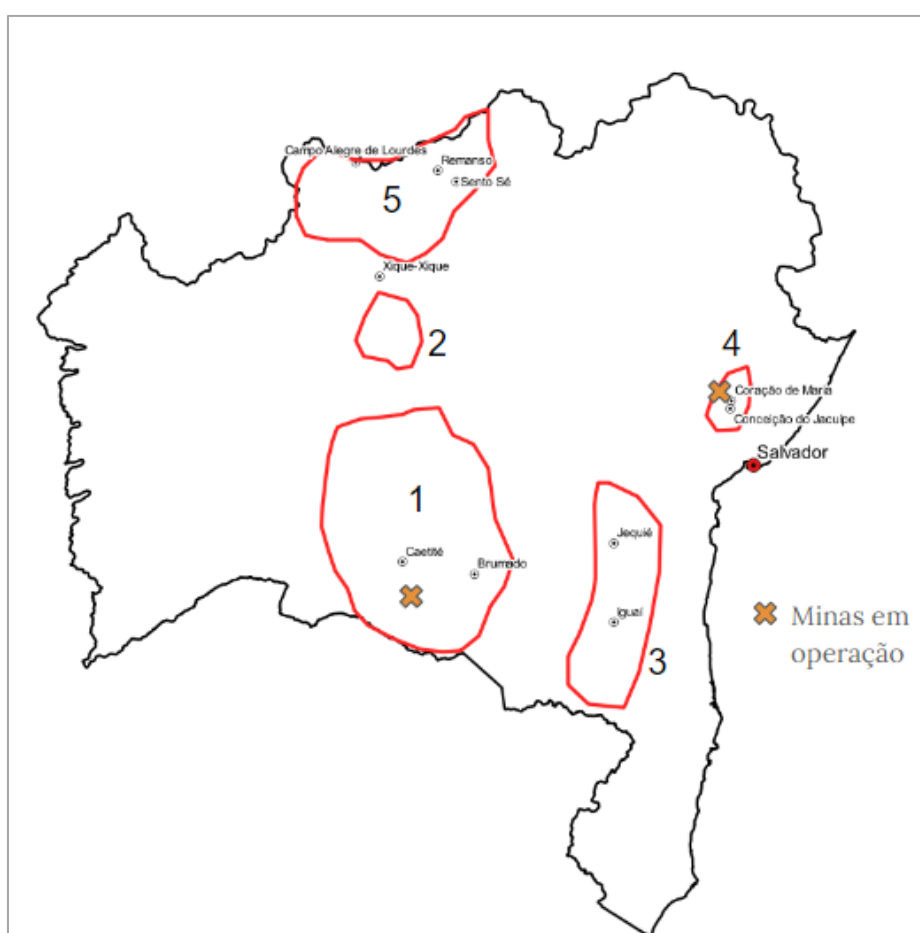 Campo Alegre de Lourdes
Remanso
Sento Sé
5
Xique-Xique
2
4
Coração de Maria
Conceição do Jacuipe
Salvador
1
Jequié
Caetité
Brumado
Minas em
operação
Iguaí
3